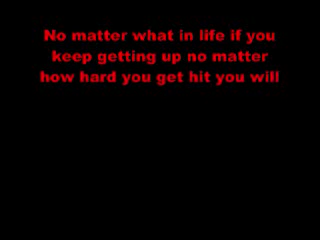 No matter what in life if you
keep getting up no matter
how hard you get hit you will